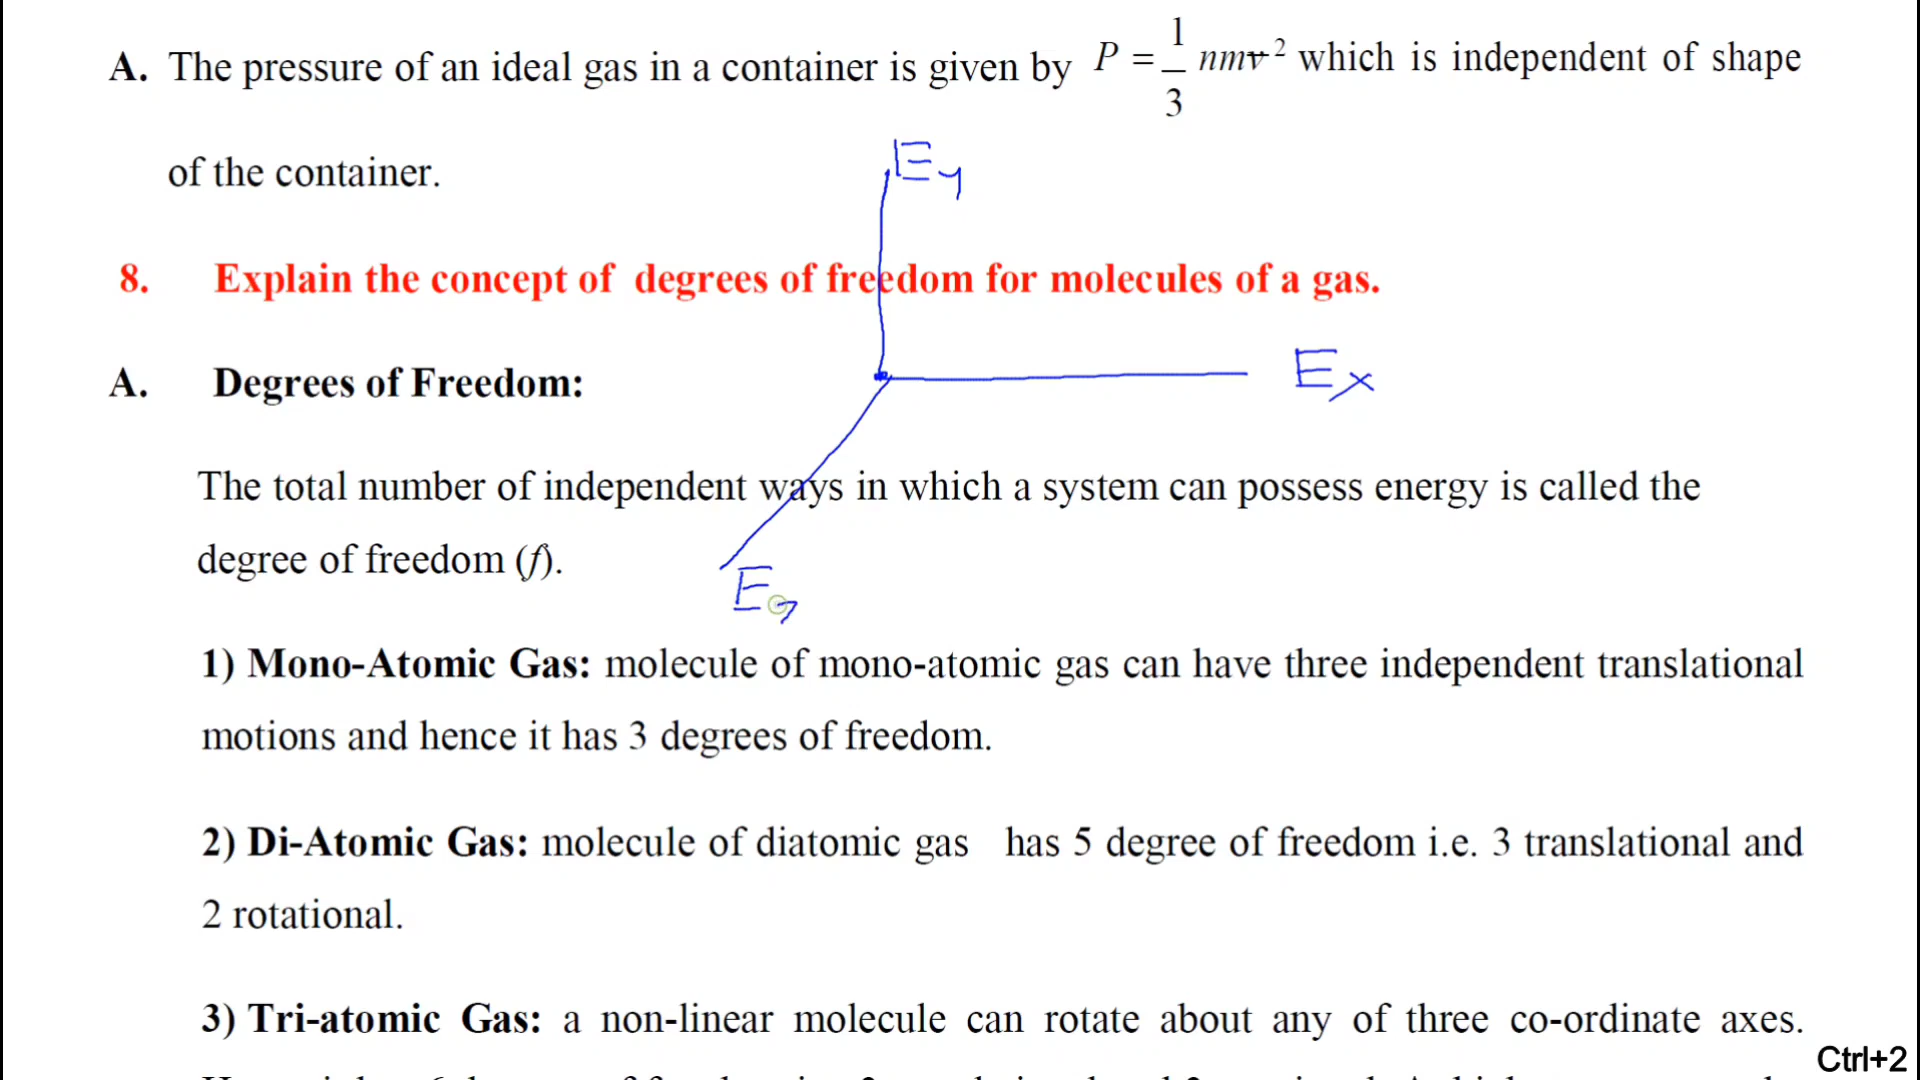 A. The pressure of an ideal gas in a container is given by P = 1/3 nmv² which is independent of shape
of the container.
Ey
8. Explain the concept of degrees of freedom for molecules of a gas.
Ex
A. Degrees of Freedom:
The total number of independent ways in which a system can possess energy is called the
degree of freedom (f).
E
1) Mono-Atomic Gas: molecule of mono-atomic gas can have three independent translational
motions and hence it has 3 degrees of freedom.
2) Di-Atomic Gas: molecule of diatomic gas has 5 degree of freedom i.e. 3 translational and
2 rotational.
3) Tri-atomic Gas: a non-linear molecule can rotate about any of three co-ordinate axes.
Ctrl+2